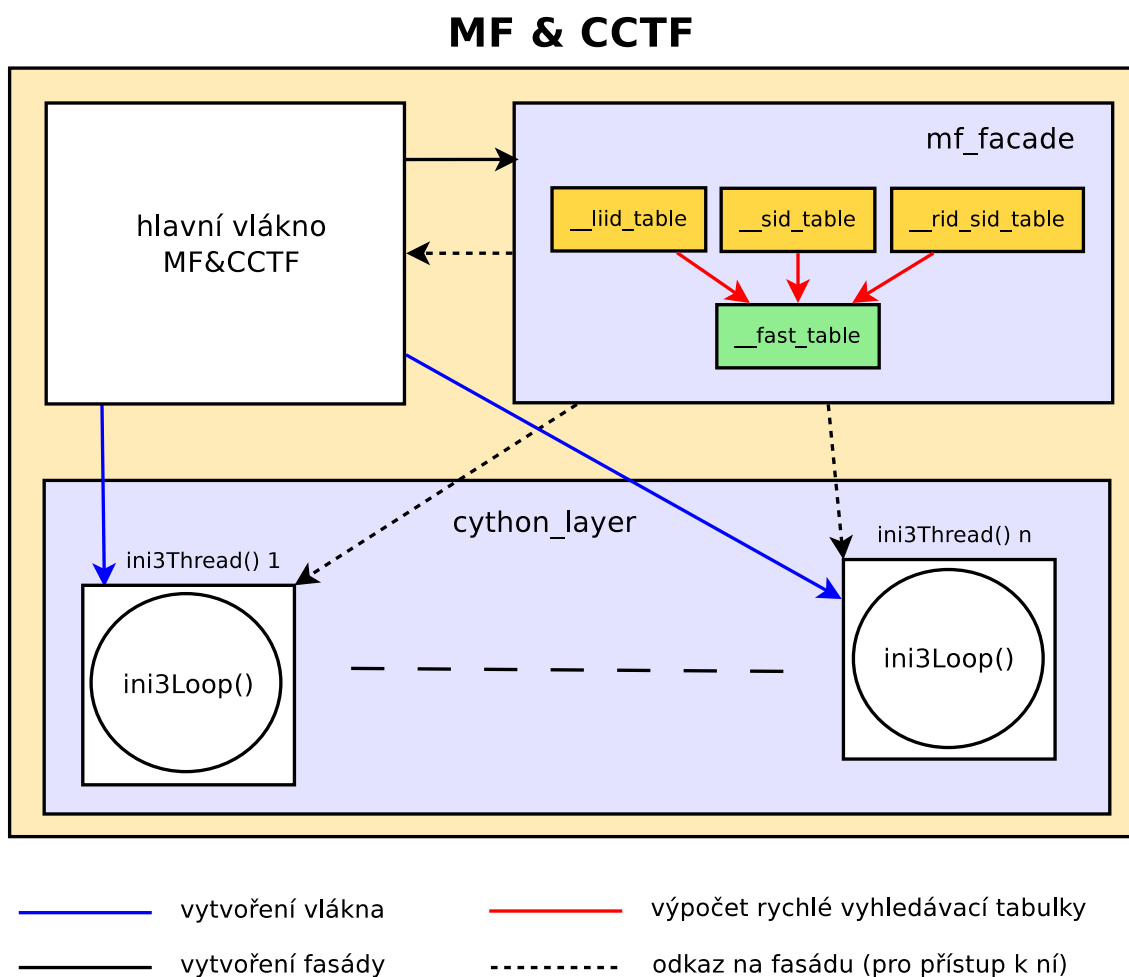 MF & CCTF
hlavní vlákno
MF&CCTF
mf_facade
__liid_table
__sid_table
__rid_sid_table
__fast_table
cython_layer
ini3Thread() 1
ini3Thread() n
ini3Loop()
ini3Loop()
vytvoření vlákna
výpočet rychlé vyhledávací tabulky
vytvoření fasády
odkaz na fasádu (pro přístup k ní)